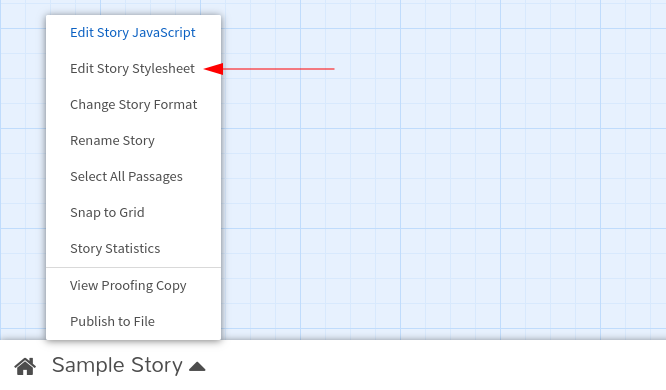 Edit Story JavaScript
Edit Story Stylesheet
Change Story Format
Rename Story
Select All Passages
Snap to Grid
Story Statistics
View Proofing Copy
Publish to File
Sample Story